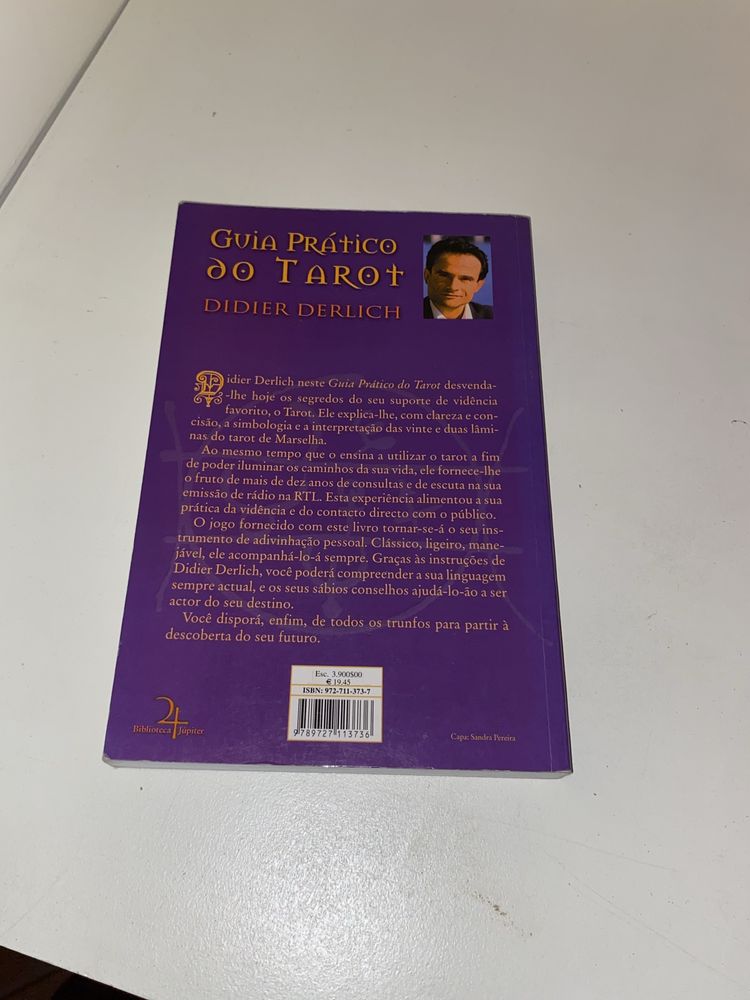 GUIA PRÁTICO
DO TAROT
DIDIER DERLICH
Didier Derlich neste Guia Prático do Tarot desvenda-
-lhe hoje os segredos do seu suporte de vidência
favorito, o Tarot. Ele explica-lhe, com clareza e con-
cisão, a simbologia e a interpretação das vinte e duas lâmi-
nas do tarot de Marselha.
Ao mesmo tempo que o ensina a utilizar o tarot a fim
de poder iluminar os caminhos da sua vida, ele fornece-lhe
o fruto de mais de dez anos de consultas e de escuta na sua
emissão de rádio na RTL. Esta experiência alimentou a sua
prática da vidência e do contacto directo com o público.
O jogo fornecido com este livro tornar-se-á o seu ins-
trumento de adivinhação pessoal. Clássico, ligeiro, mane-
jável, ele acompanhá-lo-á sempre. Graças às instruções de
Didier Derlich, você poderá compreender a sua linguagem
sempre actual, e os seus sábios conselhos ajudá-lo-ão a ser
actor do seu destino.
Você disporá, enfim, de todos os trunfos para partir à
descoberta do seu futuro.
Esc. 3.900$00
€ 19.45
ISBN: 972-711-373-7
9 789727 113736
Biblioteca Júpiter
Capa: Sandra Pereira